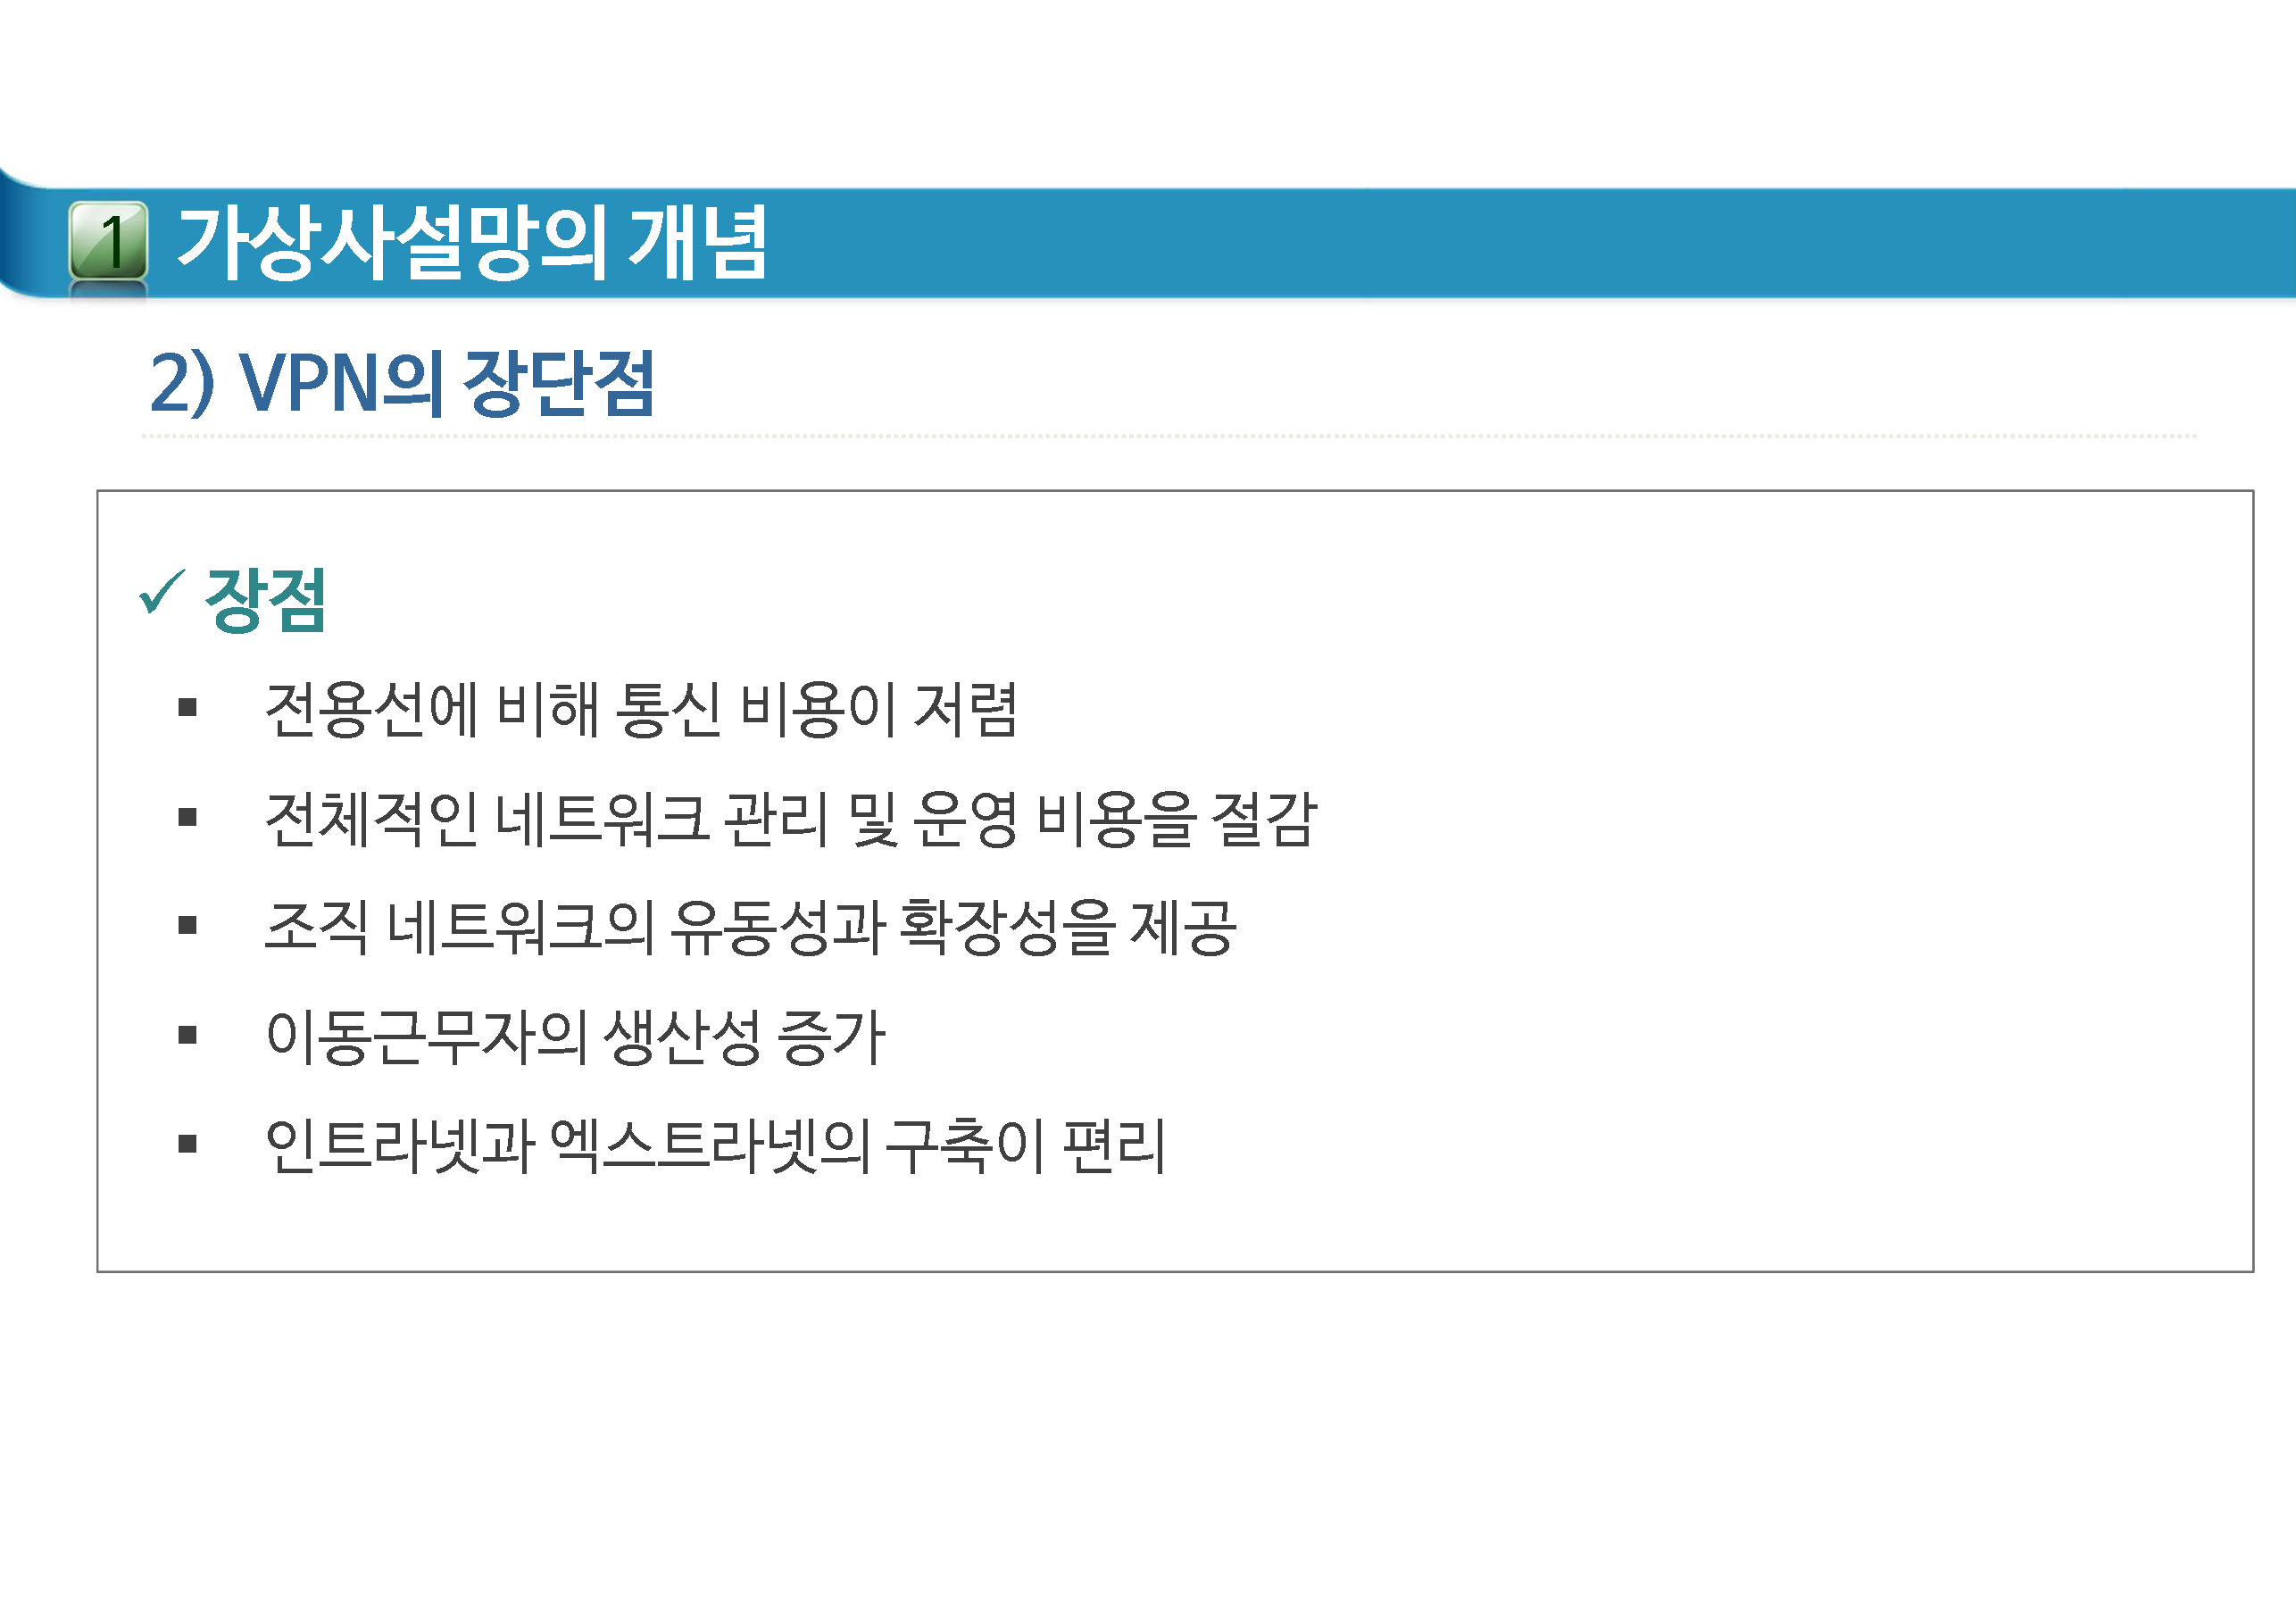 1 가상사설망의 개념
2) VPN의 장단점
✓ 장점
▪ 전용선에 비해 통신 비용이 저렴
▪ 전체적인 네트워크 관리 및 운영 비용을 절감
▪ 조직 네트워크의 유동성과 확장성을 제공
▪ 이동근무자의 생산성 증가
▪ 인트라넷과 엑스트라넷의 구축이 편리